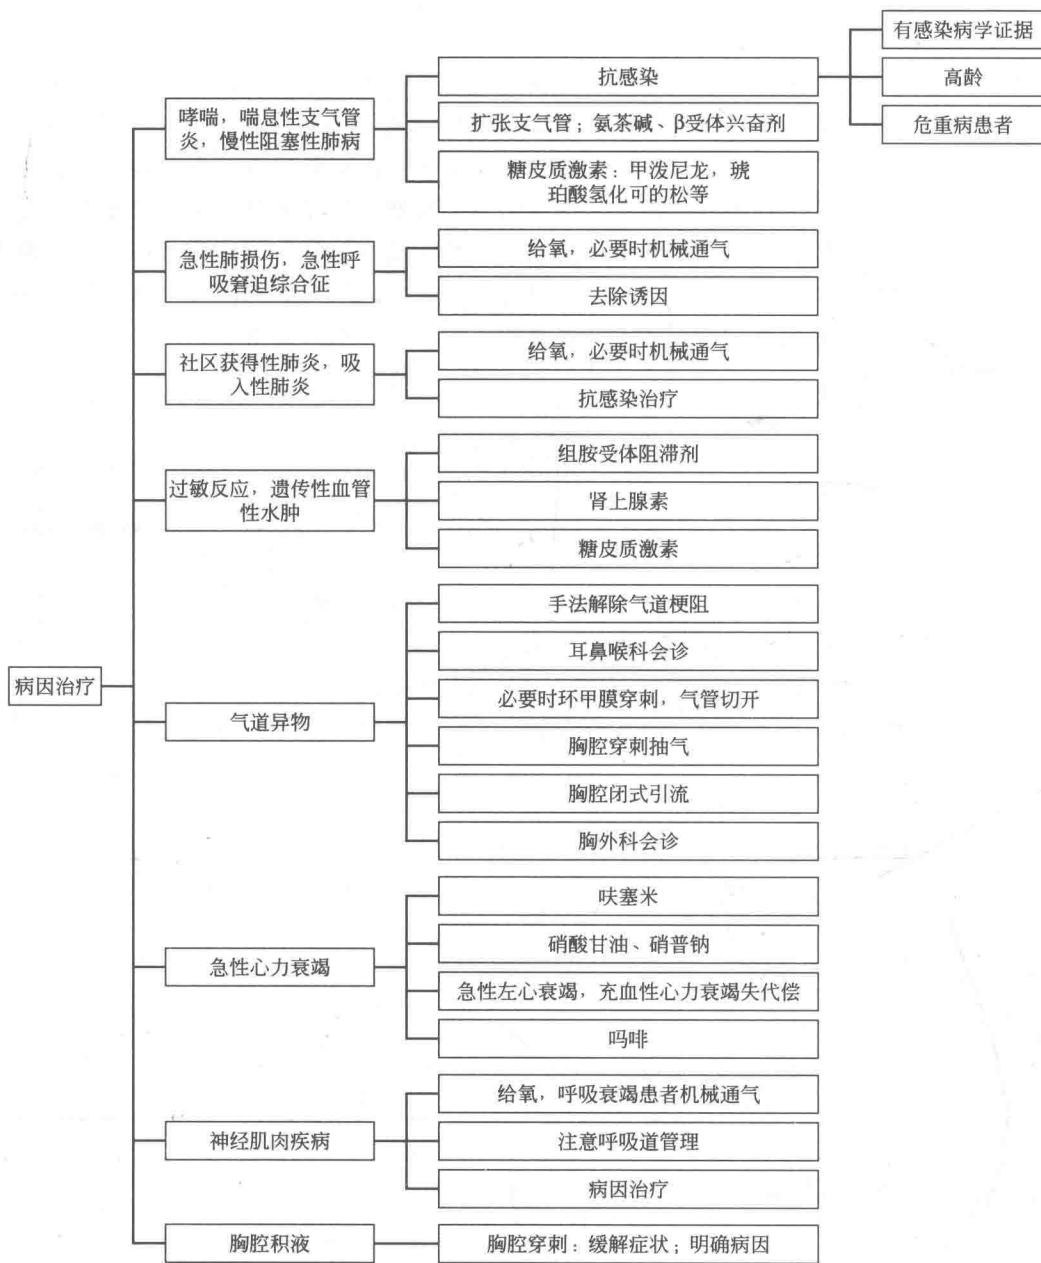 有感染病学证据
抗感染
高龄
哮喘，喘息性支气管
炎，慢性阻塞性肺病
扩张支气管；氨茶碱、β受体兴奋剂
危重病患者
糖皮质激素：甲泼尼龙，琥
珀酸氢化可的松等
急性肺损伤，急性呼
吸窘迫综合征
给氧，必要时机械通气
去除诱因
社区获得性肺炎，吸
入性肺炎
给氧，必要时机械通气
抗感染治疗
过敏反应，遗传性血管
性水肿
组胺受体阻滞剂
肾上腺素
糖皮质激素
病因治疗
气道异物
手法解除气道梗阻
耳鼻喉科会诊
必要时环甲膜穿刺，气管切开
胸腔穿刺抽气
胸腔闭式引流
胸外科会诊
急性心力衰竭
呋塞米
硝酸甘油、硝普钠
急性左心衰竭，充血性心力衰竭失代偿
吗啡
神经肌肉疾病
给氧，呼吸衰竭患者机械通气
注意呼吸道管理
病因治疗
胸腔积液
胸腔穿刺：缓解症状；明确病因